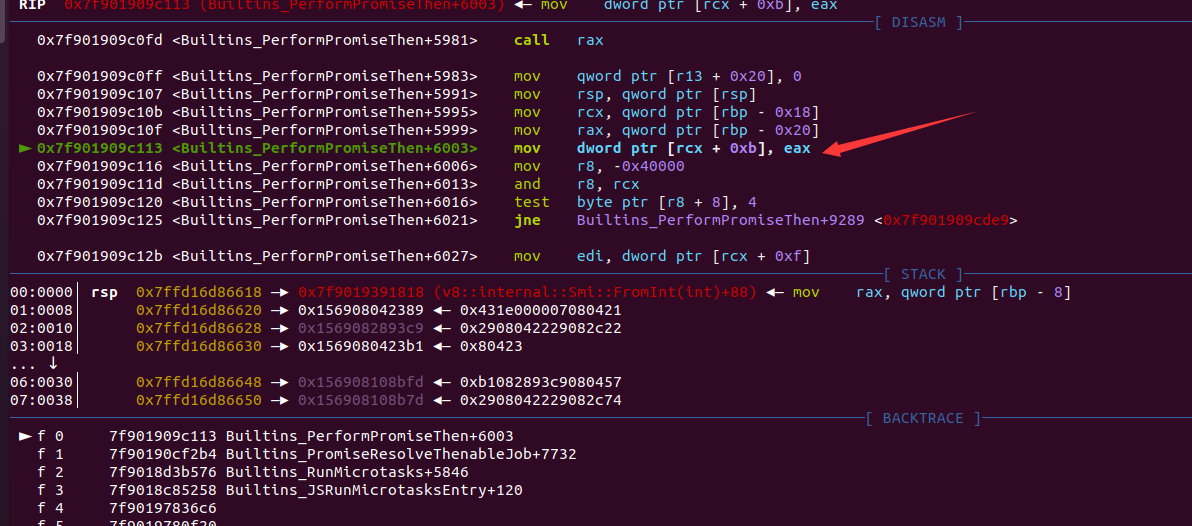 RIP  0x7f901909c113 (Builtins_PerformPromiseThen+6003) ◂— mov    dword ptr [rcx + 0xb], eax
[ DISASM ]
0x7f901909c0fd <Builtins_PerformPromiseThen+5981>    call   rax
0x7f901909c0ff <Builtins_PerformPromiseThen+5983>    mov    qword ptr [r13 + 0x20], 0
0x7f901909c107 <Builtins_PerformPromiseThen+5991>    mov    rsp, qword ptr [rsp]
0x7f901909c10b <Builtins_PerformPromiseThen+5995>    mov    rcx, qword ptr [rbp - 0x18]
0x7f901909c10f <Builtins_PerformPromiseThen+5999>    mov    rax, qword ptr [rbp - 0x20]
► 0x7f901909c113 <Builtins_PerformPromiseThen+6003>    mov    dword ptr [rcx + 0xb], eax
0x7f901909c116 <Builtins_PerformPromiseThen+6006>    mov    r8, -0x40000
0x7f901909c11d <Builtins_PerformPromiseThen+6013>    and    r8, rcx
0x7f901909c120 <Builtins_PerformPromiseThen+6016>    test   byte ptr [r8 + 8], 4
0x7f901909c125 <Builtins_PerformPromiseThen+6021>    jne    Builtins_PerformPromiseThen+9289 <0x7f901909cde9>
0x7f901909c12b <Builtins_PerformPromiseThen+6027>    mov    edi, dword ptr [rcx + 0xf]
[ STACK ]
00:0000│ rsp  0x7ffd16d86618 —▸ 0x7f9019391818 (v8::internal::Smi::FromInt(int)+88) ◂— mov    rax, qword ptr [rbp - 8]
01:0008│      0x7ffd16d86620 —▸ 0x156908042389 ◂— 0x431e000007080421
02:0010│      0x7ffd16d86628 —▸ 0x1569082893c9 ◂— 0x2908042229082c22
03:0018│      0x7ffd16d86630 —▸ 0x1569080423b1 ◂— 0x80423
... ↓
06:0030│      0x7ffd16d86648 —▸ 0x156908108bfd ◂— 0xb1082893c9080457
07:0038│      0x7ffd16d86650 —▸ 0x156908108b7d ◂— 0x2908042229082c74
[ BACKTRACE ]
► f 0     7f901909c113 Builtins_PerformPromiseThen+6003
f 1     7f90190cf2b4 Builtins_PromiseResolveThenableJob+7732
f 2     7f9018d3b576 Builtins_RunMicrotasks+5846
f 3     7f9018c85258 Builtins_JSRunMicrotasksEntry+120
f 4     7f90197836c6
f 5     7f9019780f20